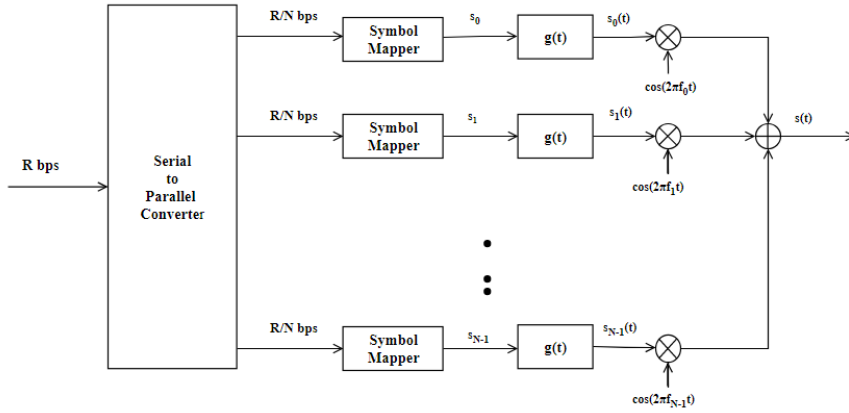 R/N bps
Symbol
Mapper
s₀
g(t)
s₀(t)
cos(2πf₀t)
R/N bps
Symbol
Mapper
s₁
g(t)
s₁(t)
s(t)
cos(2πf₁t)
R bps
Serial
to
Parallel
Converter
R/N bps
Symbol
Mapper
sN-1
g(t)
sN-1(t)
cos(2πfN-1t)